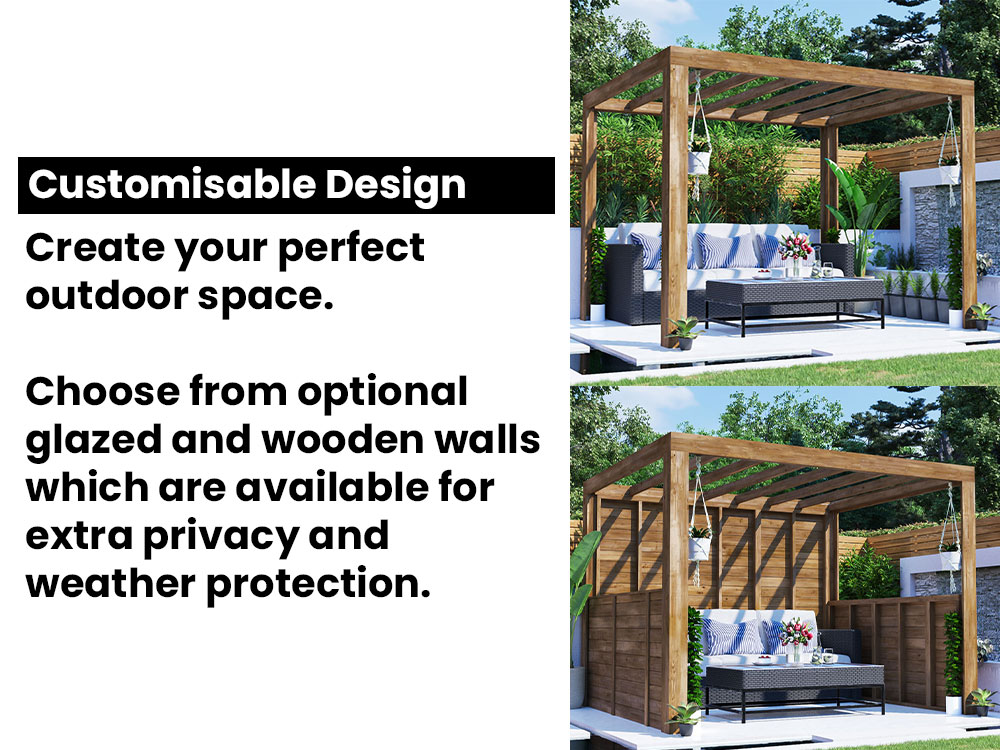 Customisable Design
Create your perfect
outdoor space.
Choose from optional
glazed and wooden walls
which are available for
extra privacy and
weather protection.